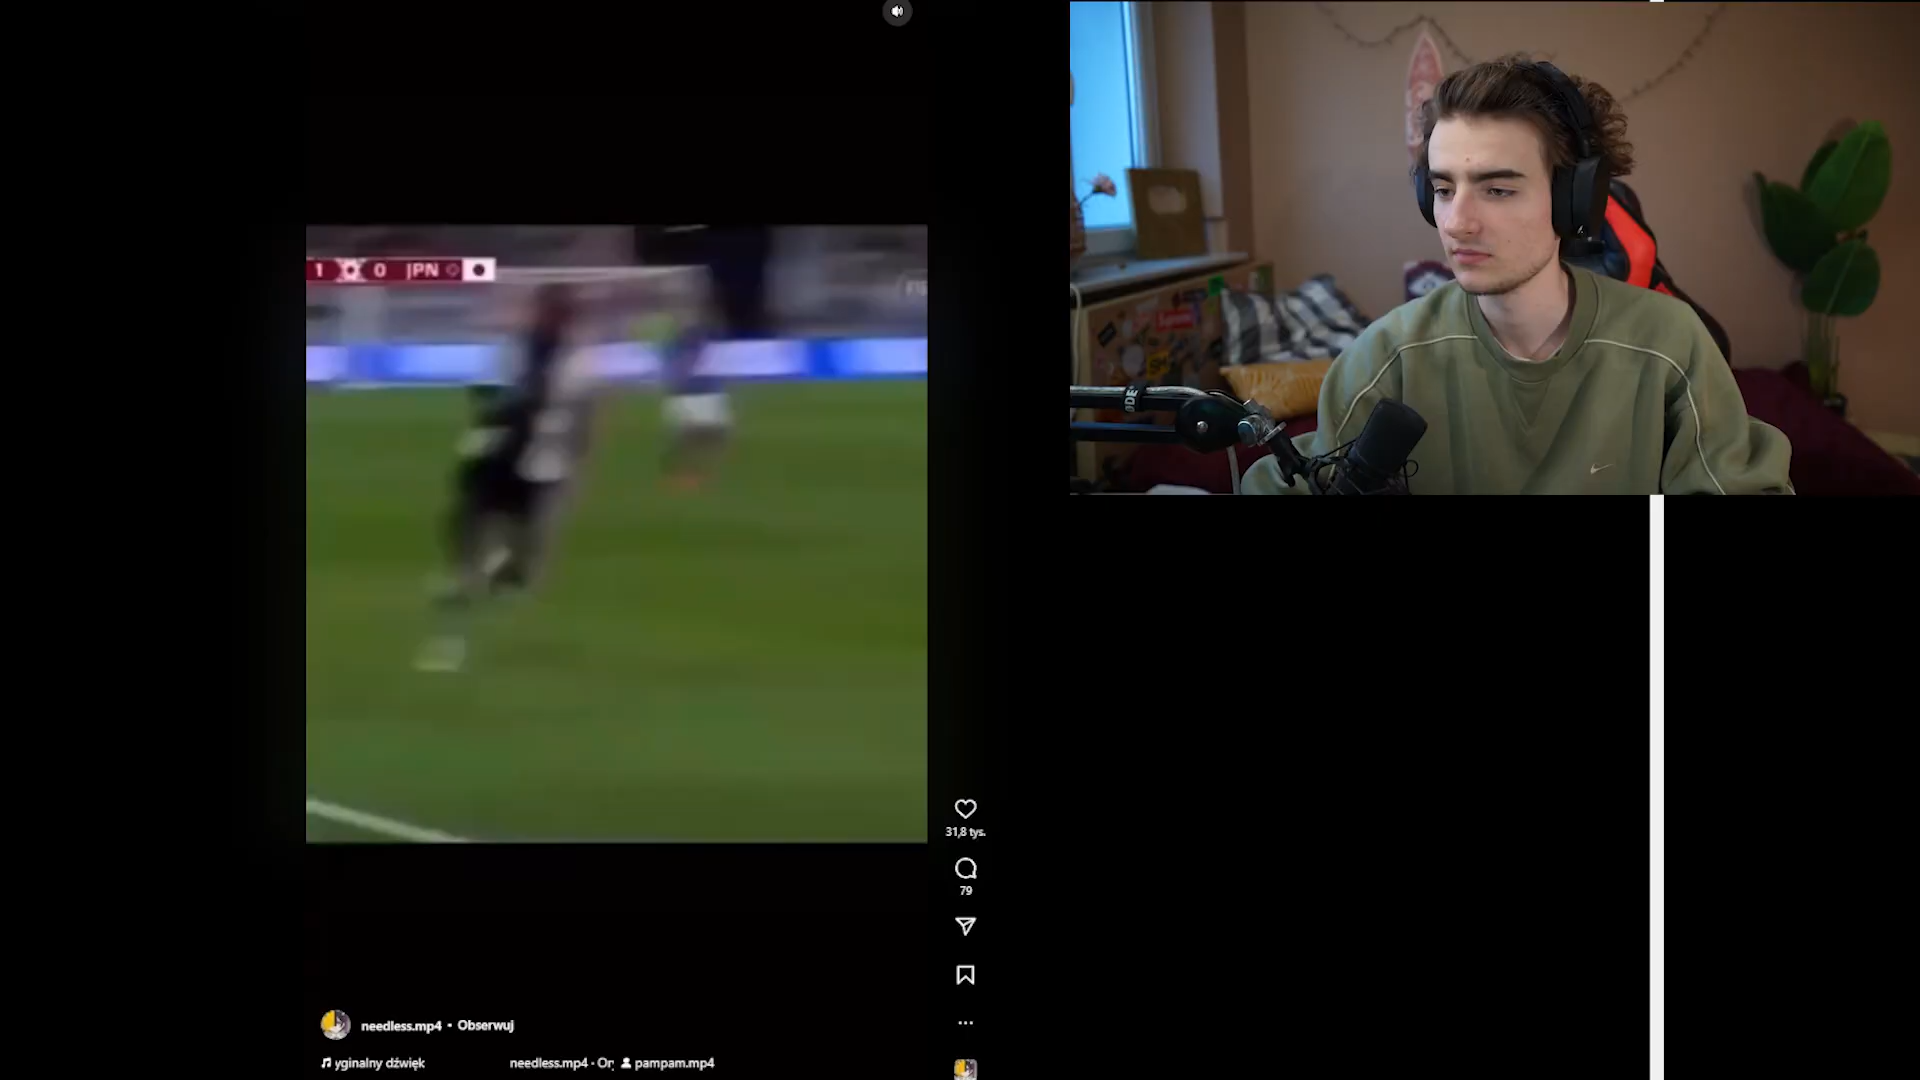 1 0 JPN
31,8 tys.
79
needless.mp4 • Obserwuj
yginalny dźwięk needless.mp4 · Or pampam.mp4